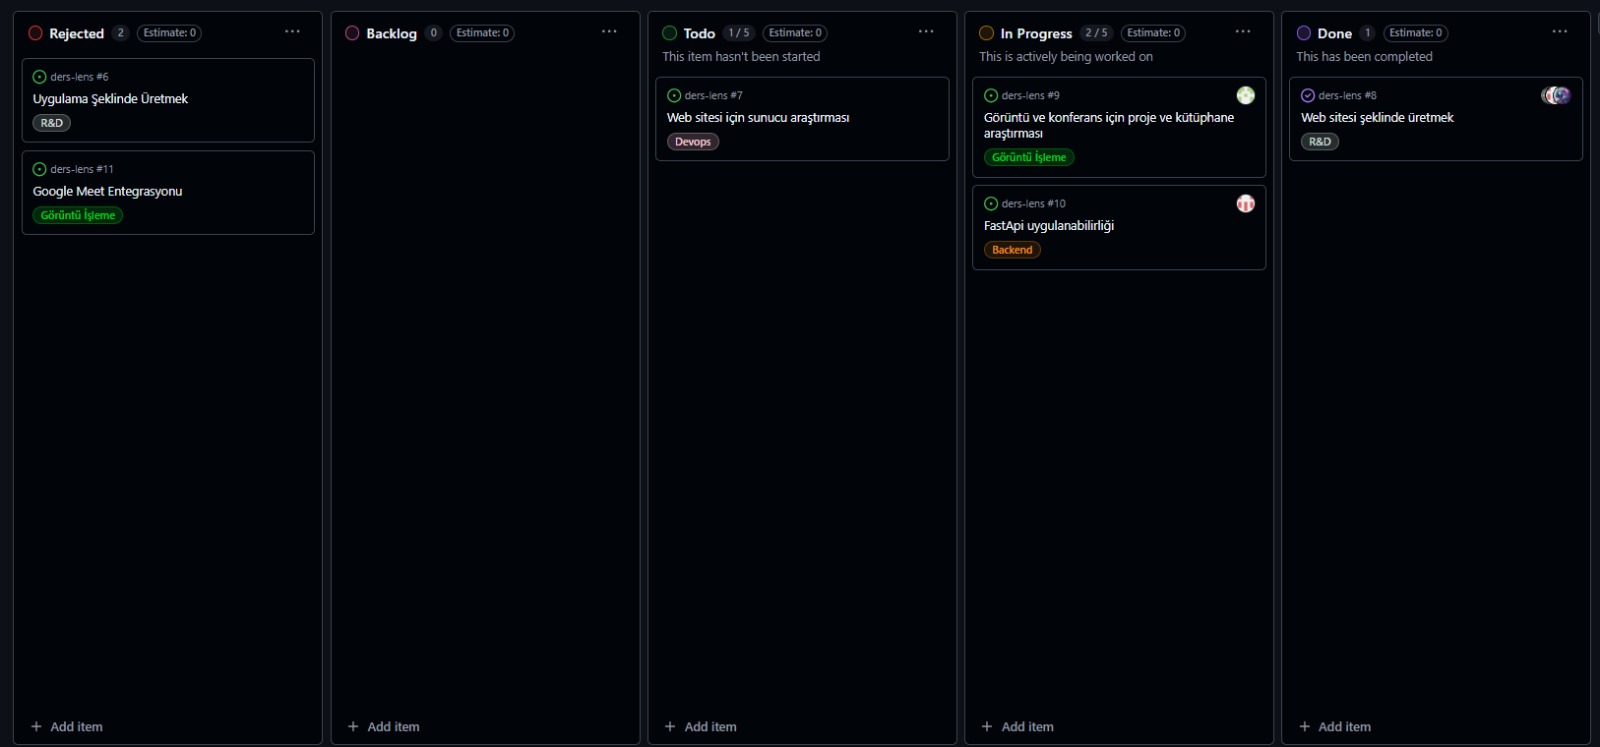 Rejected 2 Estimate: 0
ders-lens #6
Uygulama Şeklinde Üretmek
R&D
ders-lens #11
Google Meet Entegrasyonu
Görüntü İşleme
Add item
Backlog 0 Estimate: 0
Add item
Todo 1 / 5 Estimate: 0
This item hasn't been started
ders-lens #7
Web sitesi için sunucu araştırması
Devops
Add item
In Progress 2 / 5 Estimate: 0
This is actively being worked on
ders-lens #9
Görüntü ve konferans için proje ve kütüphane
araştırması
Görüntü İşleme
ders-lens #10
FastApi uygulanabilirliği
Backend
Add item
Done 1 Estimate: 0
This has been completed
ders-lens #8
Web sitesi şeklinde üretmek
R&D
Add item